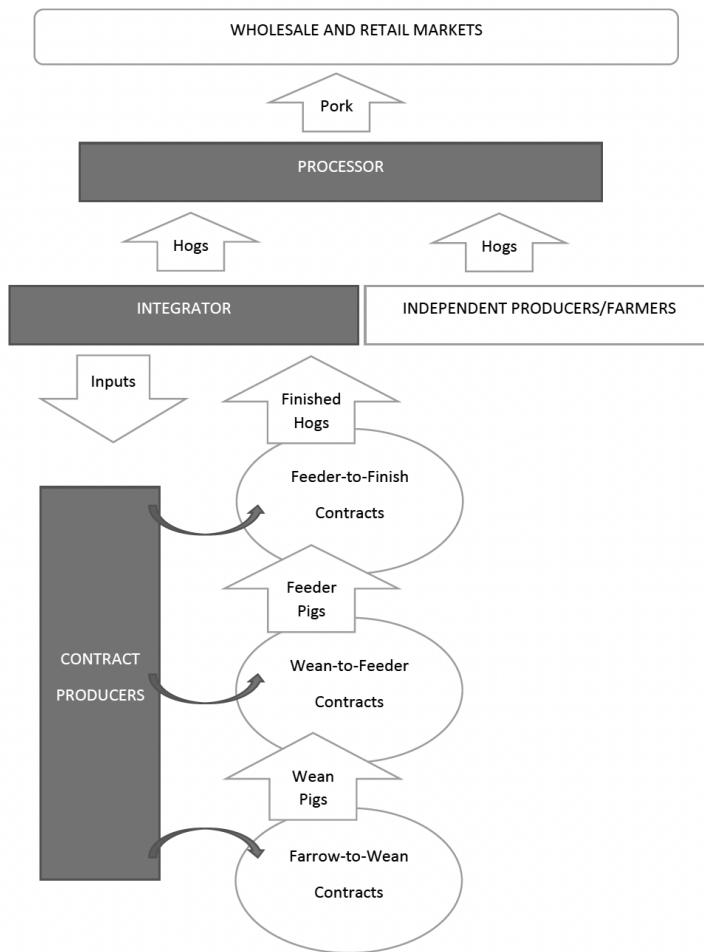 WHOLESALE AND RETAIL MARKETS
Pork
PROCESSOR
Hogs
Hogs
INTEGRATOR
INDEPENDENT PRODUCERS/FARMERS
Inputs
Finished
Hogs
Feeder-to-Finish
Contracts
Feeder
Pigs
CONTRACT
PRODUCERS
Wean-to-Feeder
Contracts
Wean
Pigs
Farrow-to-Wean
Contracts